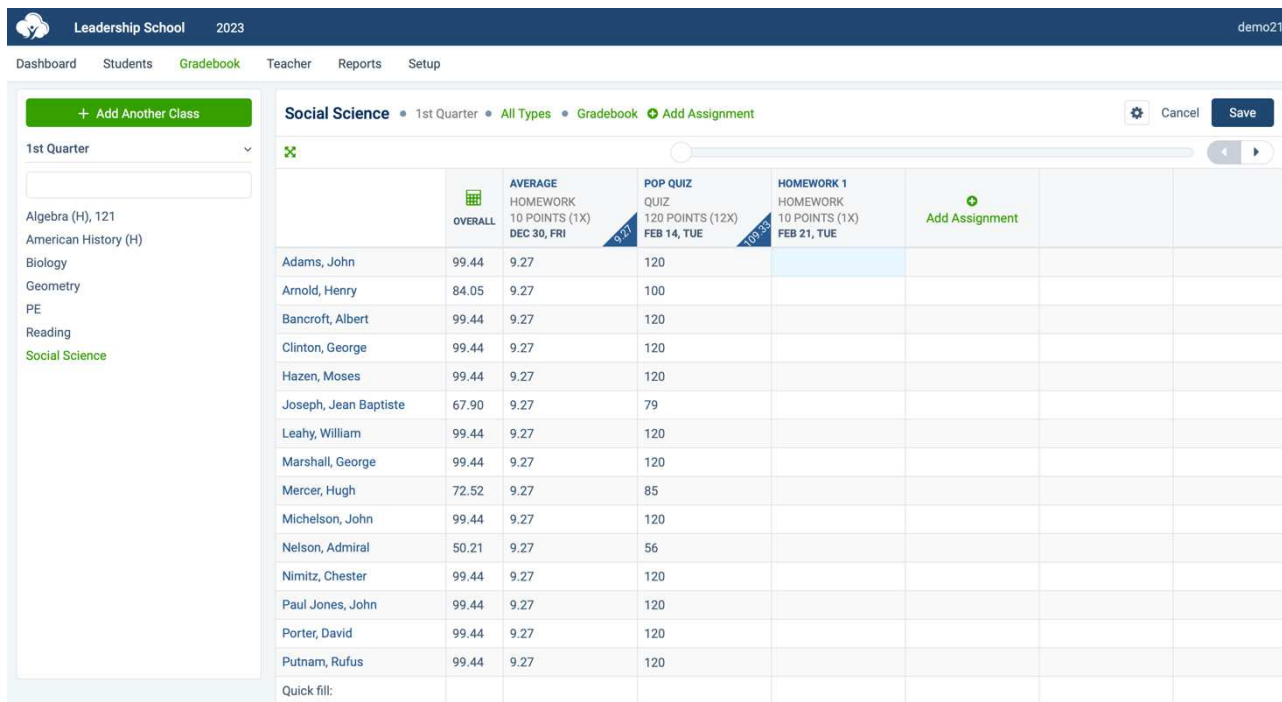 Leadership School 2023 demo21
Dashboard Students Gradebook Teacher Reports Setup
+ Add Another Class
1st Quarter
Algebra (H), 121
American History (H)
Biology
Geometry
PE
Reading
Social Science
Social Science • 1st Quarter • All Types • Gradebook Add Assignment Cancel Save
OVERALL
AVERAGE
HOMEWORK
10 POINTS (1X)
DEC 30, FRI
9.27
POP QUIZ
QUIZ
120 POINTS (12X)
FEB 14, TUE
109.33
HOMEWORK 1
HOMEWORK
10 POINTS (1X)
FEB 21, TUE
Add Assignment
Adams, John 99.44 9.27 120
Arnold, Henry 84.05 9.27 100
Bancroft, Albert 99.44 9.27 120
Clinton, George 99.44 9.27 120
Hazen, Moses 99.44 9.27 120
Joseph, Jean Baptiste 67.90 9.27 79
Leahy, William 99.44 9.27 120
Marshall, George 99.44 9.27 120
Mercer, Hugh 72.52 9.27 85
Michelson, John 99.44 9.27 120
Nelson, Admiral 50.21 9.27 56
Nimitz, Chester 99.44 9.27 120
Paul Jones, John 99.44 9.27 120
Porter, David 99.44 9.27 120
Putnam, Rufus 99.44 9.27 120
Quick fill: